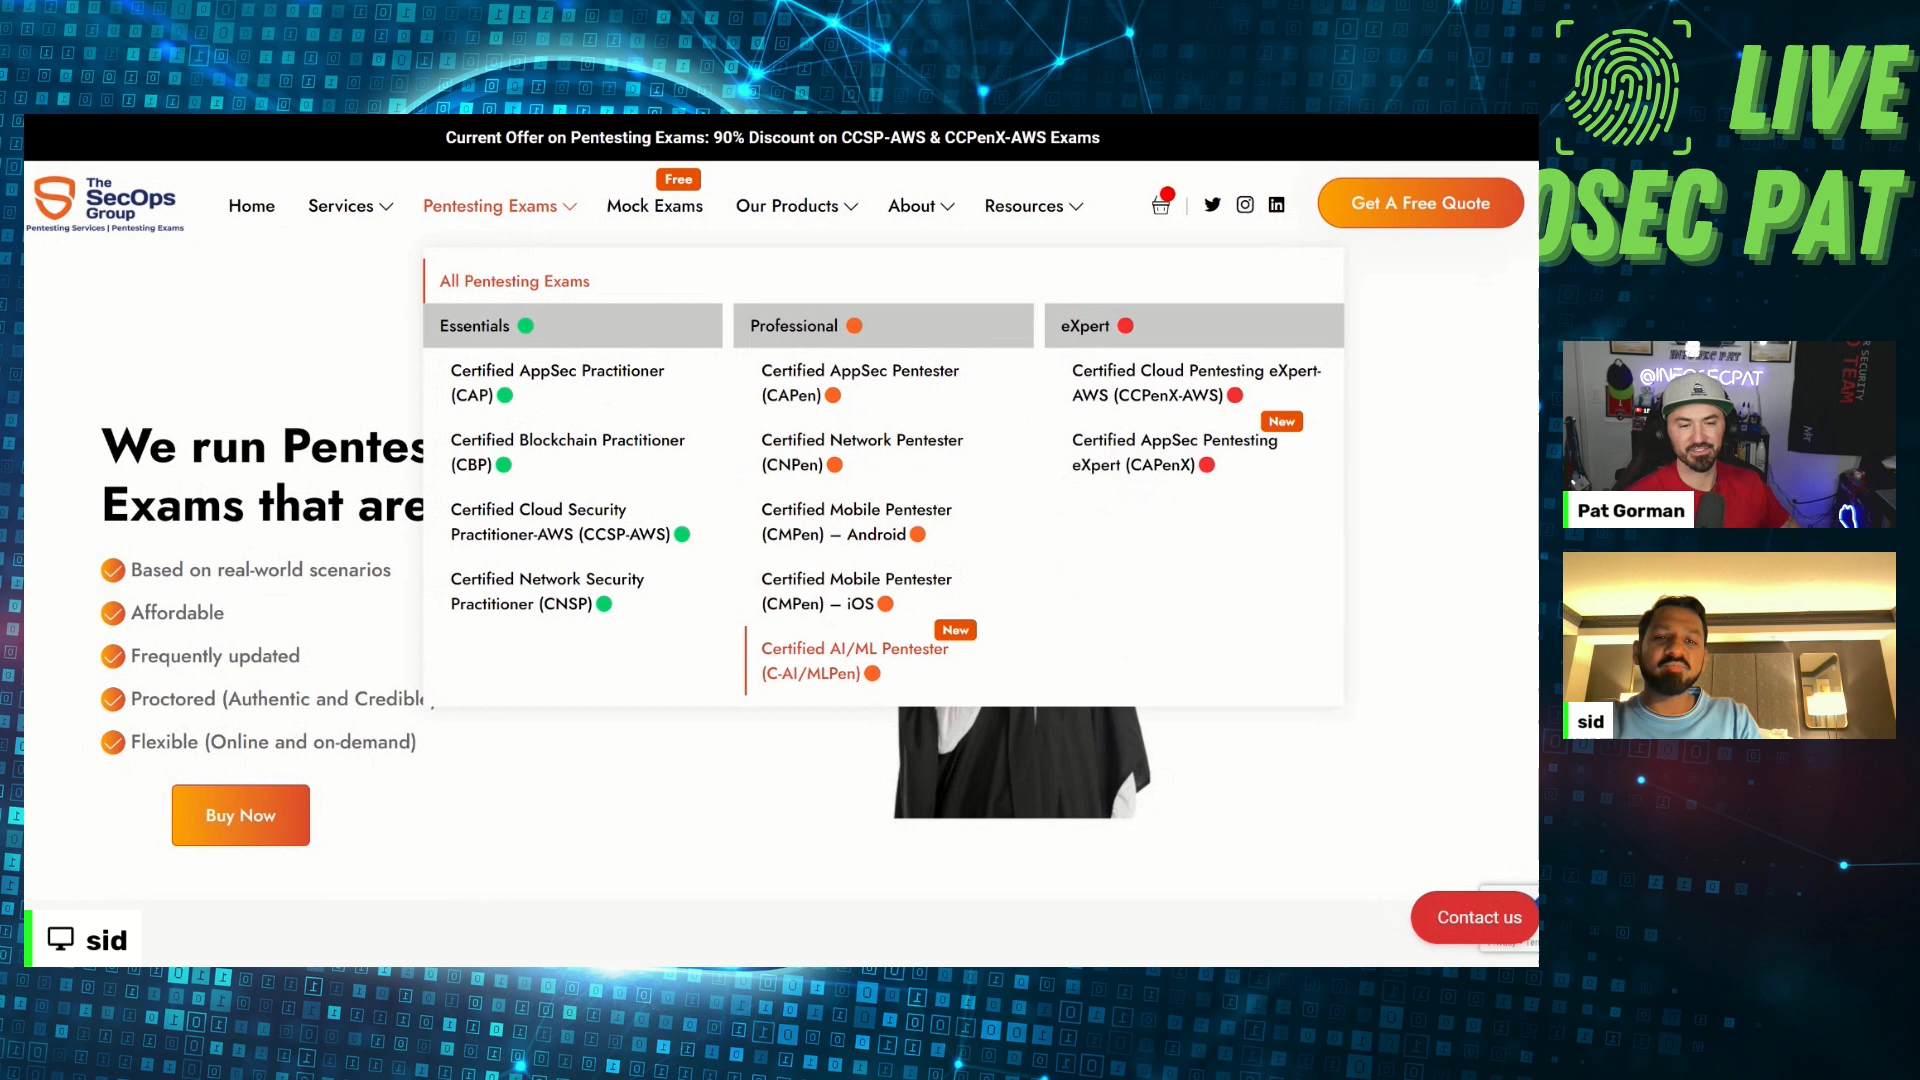 LIVE
OSEC PAT
Current Offer on Pentesting Exams: 90% Discount on CCSP-AWS & CCPenX-AWS Exams
The
SecOps
Group
Pentesting Services | Pentesting Exams
Home
Services
Pentesting Exams
Free
Mock Exams
Our Products
About
Resources
Get A Free Quote
All Pentesting Exams
Essentials
Certified AppSec Practitioner
(CAP)
Certified Blockchain Practitioner
(CBP)
Certified Cloud Security
Practitioner-AWS (CCSP-AWS)
Certified Network Security
Practitioner (CNSP)
Professional
Certified AppSec Pentester
(CAPen)
Certified Network Pentester
(CNPen)
Certified Mobile Pentester
(CMPen) – Android
Certified Mobile Pentester
(CMPen) – iOS
New
Certified AI/ML Pentester
(C-AI/MLPen)
eXpert
Certified Cloud Pentesting eXpert-
AWS (CCPenX-AWS)
New
Certified AppSec Pentesting
eXpert (CAPenX)
We run Pentes
Exams that are
Based on real-world scenarios
Affordable
Frequently updated
Proctored (Authentic and Credible
Flexible (Online and on-demand)
Buy Now
Contact us
sid
INFOSEC PAT
@INFOSECPAT
Pat Gorman
sid